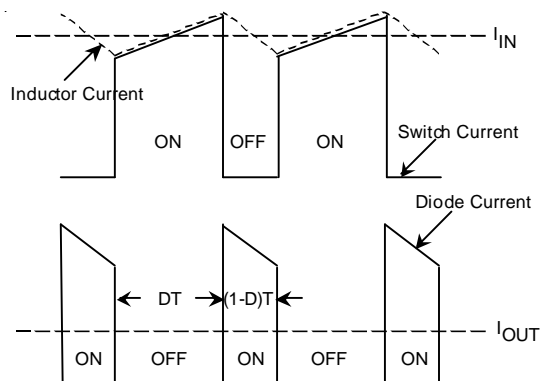 I_IN
Inductor Current
ON OFF ON
Switch Current
Diode Current
DT (1-D)T
I_OUT
ON OFF ON OFF ON